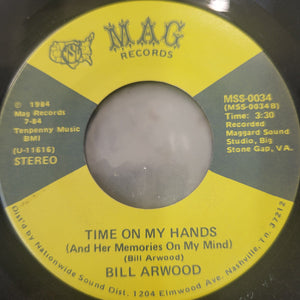 MAG
RECORDS
℗ 1984
Mag Records
7-84
Tenpenny Music
BMI
(U-11616)
STEREO
MSS-0034
(MSS-0034B)
Time: 3:30
Recorded
Maggard Sound
Studio, Big
Stone Gap, VA.
TIME ON MY HANDS
(And Her Memories On My Mind)
(Bill Arwood)
BILL ARWOOD
Dist'd by Nationwide Sound Dist. 1204 Elmwood Ave. Nashville, Tn. 37212